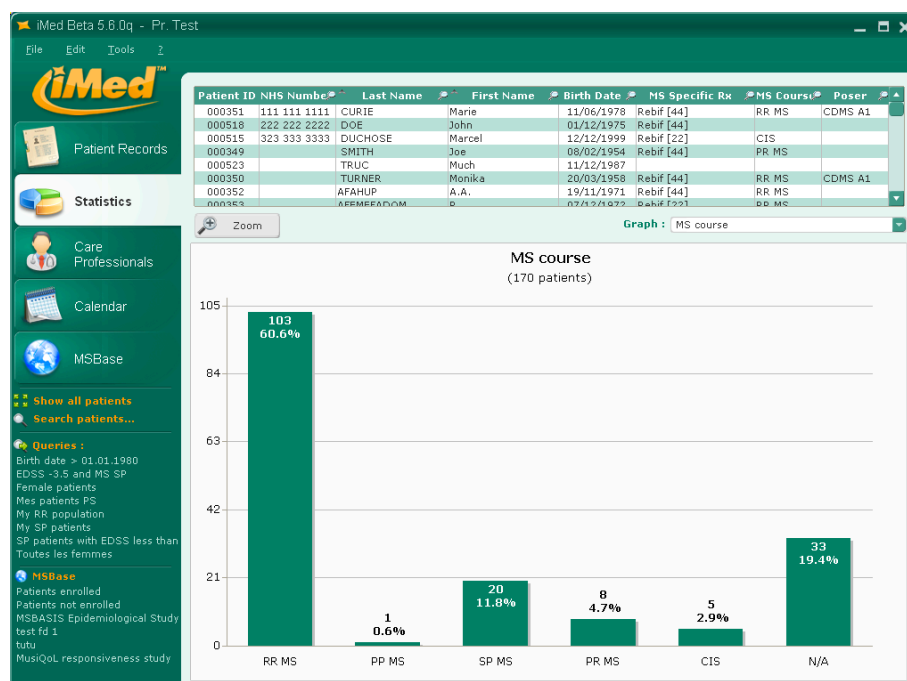 iMed Beta 5.6.0q - Pr. Test
File Edit Tools ?
iMed™
Patient Records
Statistics
Care
Professionals
Calendar
MSBase
Show all patients
Search patients...
Queries :
Birth date > 01.01.1980
EDSS -3.5 and MS SP
Female patients
Mes patients PS
My RR population
My SP patients
SP patients with EDSS less than
Toutes les femmes
MSBase
Patients enrolled
Patients not enrolled
MSBASIS Epidemiological Study
test fd 1
tutu
MusiQoL responsiveness study
Patient ID NHS Numbe Last Name First Name Birth Date MS Specific Rx MS Course Poser
000351 111 111 1111 CURIE Marie 11/06/1978 Rebif [44] RR MS CDMS A1
000518 222 222 2222 DOE John 01/12/1975 Rebif [44]
000515 323 333 3333 DUCHOSE Marcel 12/12/1999 Rebif [22] CIS
000349 SMITH Joe 08/02/1954 Rebif [44] PR MS
000523 TRUC Much 11/12/1987
000350 TURNER Monika 20/03/1958 Rebif [44] RR MS CDMS A1
000352 AFAHUP A.A. 19/11/1971 Rebif [44] RR MS
000353 07/12/1972 Rebif [22] RR MS
Zoom
Graph : MS course
MS course
(170 patients)
105
84
63
42
21
0
103
60.6%
1
0.6%
20
11.8%
8
4.7%
5
2.9%
33
19.4%
RR MS PP MS SP MS PR MS CIS N/A